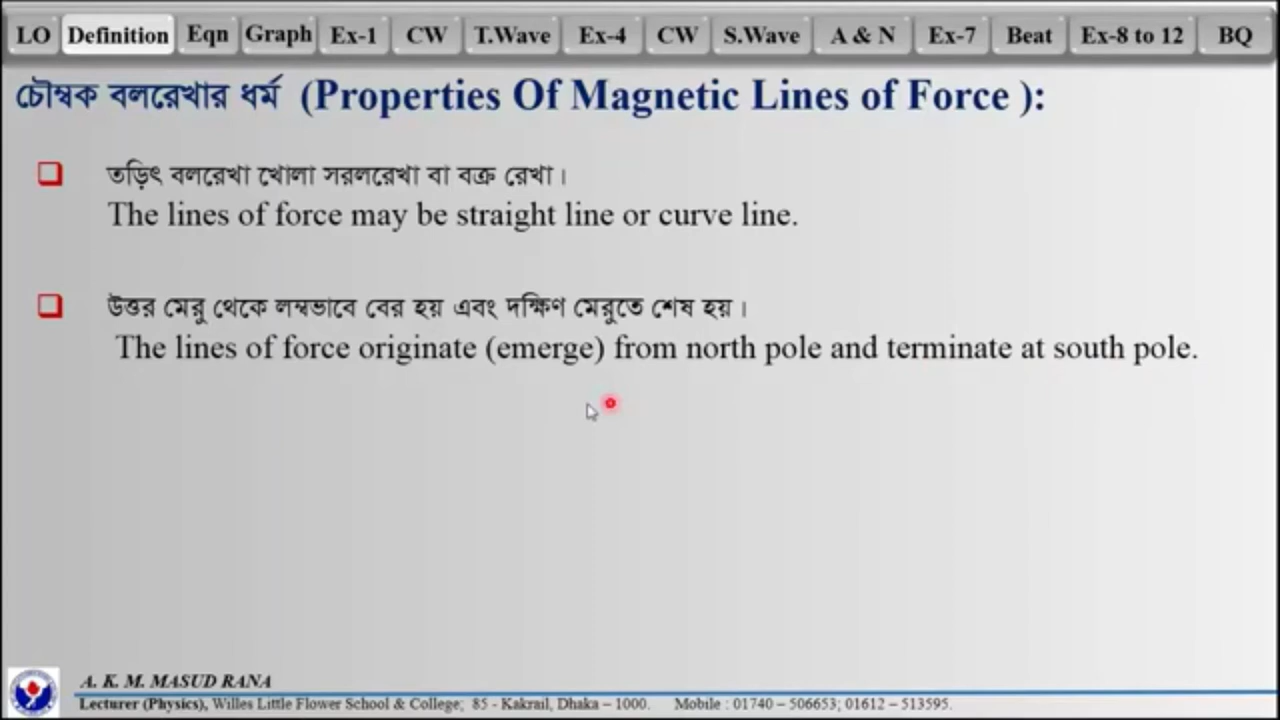 LO Definition Eqn Graph Ex-1 CW T.Wave Ex-4 CW S.Wave A & N Ex-7 Beat Ex-8 to 12 BQ
চৌম্বক বলরেখার ধর্ম (Properties Of Magnetic Lines of Force ):
তড়িৎ বলরেখা খোলা সরলরেখা বা বক্র রেখা।
The lines of force may be straight line or curve line.
উত্তর মেরু থেকে লম্বভাবে বের হয় এবং দক্ষিণ মেরুতে শেষ হয়।
The lines of force originate (emerge) from north pole and terminate at south pole.
A. K. M. MASUD RANA
Lecturer (Physics), Willes Little Flower School & College; 85 - Kakrail, Dhaka – 1000. Mobile : 01740 – 506653; 01612 – 513595.